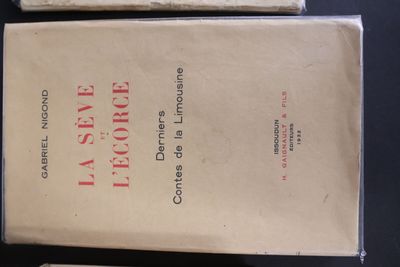 GABRIEL NIGOND
LA SÈVE
ET
L'ÉCORCE
Derniers
Contes de la Limousine
ISSOUDUN
H. GAIGNAULT & FILS
ÉDITEURS
1932